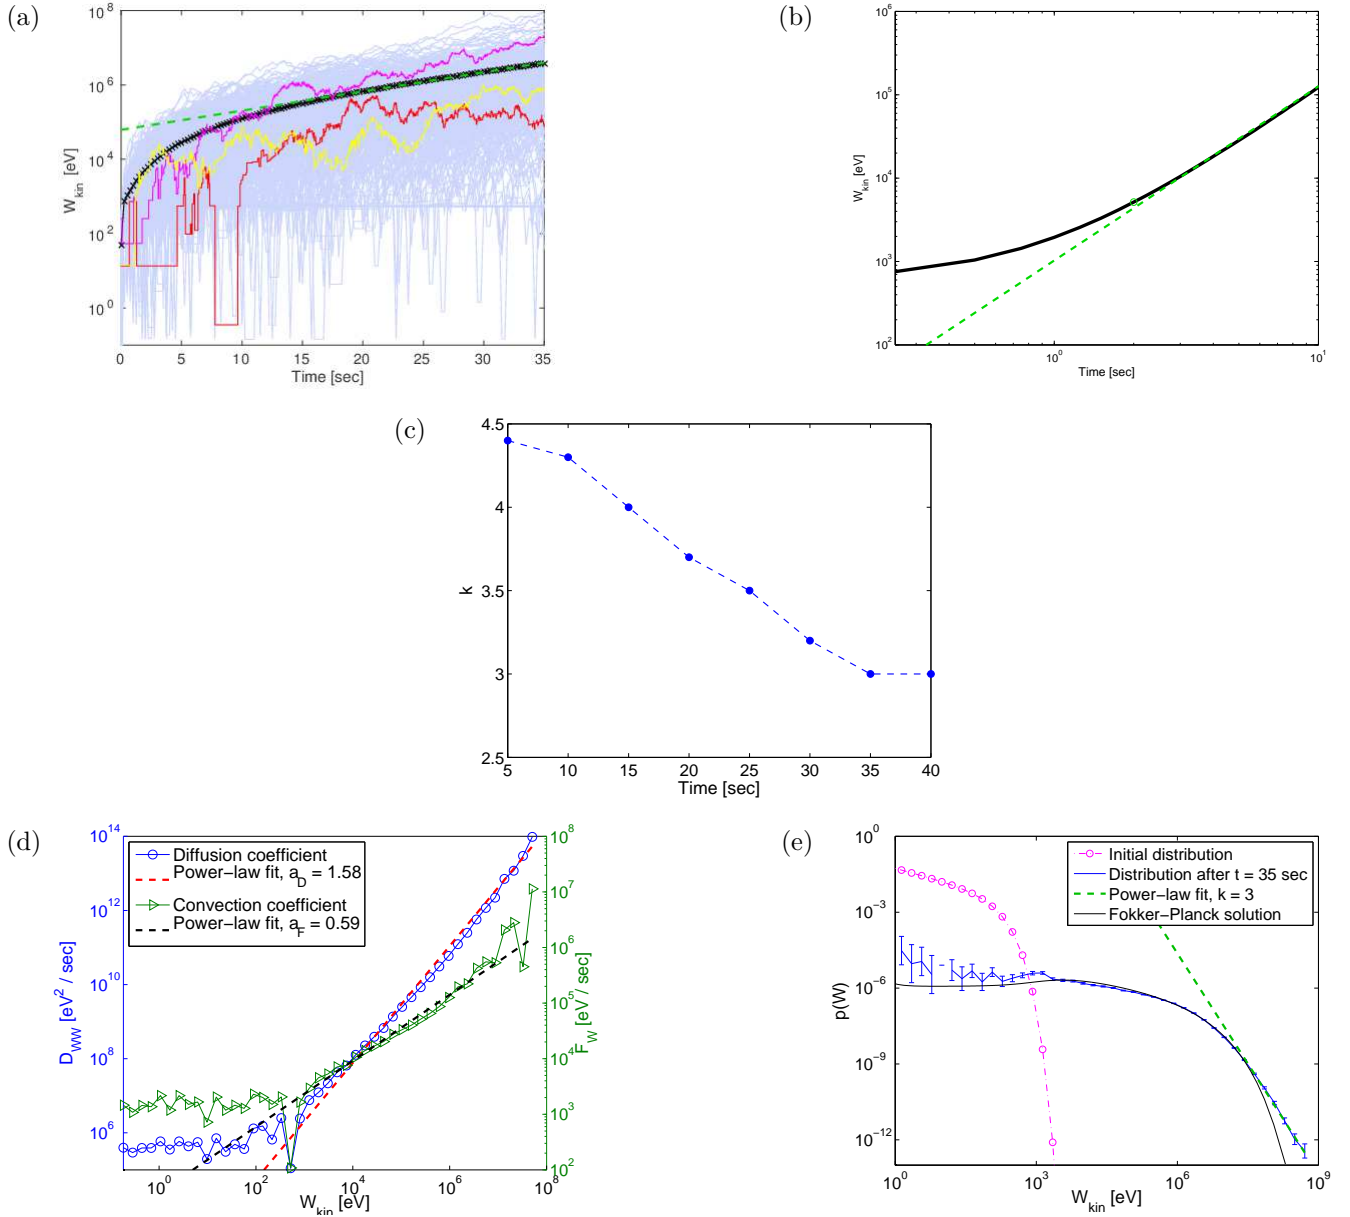 (a)
10^8
10^6
10^4
10^2
10^0
W_kin [eV]
0 5 10 15 20 25 30 35
Time [sec]
(b)
10^6
10^5
10^4
10^3
10^2
W_kin [eV]
10^0 10^1
Time [sec]
(c)
4.5
4
3.5
3
2.5
k
5 10 15 20 25 30 35 40
Time [sec]
(d)
10^14
10^12
10^10
10^8
10^6
D_WW [eV^2 / sec]
Diffusion coefficient
Power-law fit, a_D = 1.58
Convection coefficient
Power-law fit, a_F = 0.59
10^8
10^7
10^6
10^5
10^4
10^3
10^2
F_W [eV / sec]
10^0 10^2 10^4 10^6 10^8
W_kin [eV]
(e)
10^0
10^-3
10^-6
10^-9
10^-12
p(W)
Initial distribution
Distribution after t = 35 sec
Power-law fit, k = 3
Fokker-Planck solution
10^0 10^3 10^6 10^9
W_kin [eV]